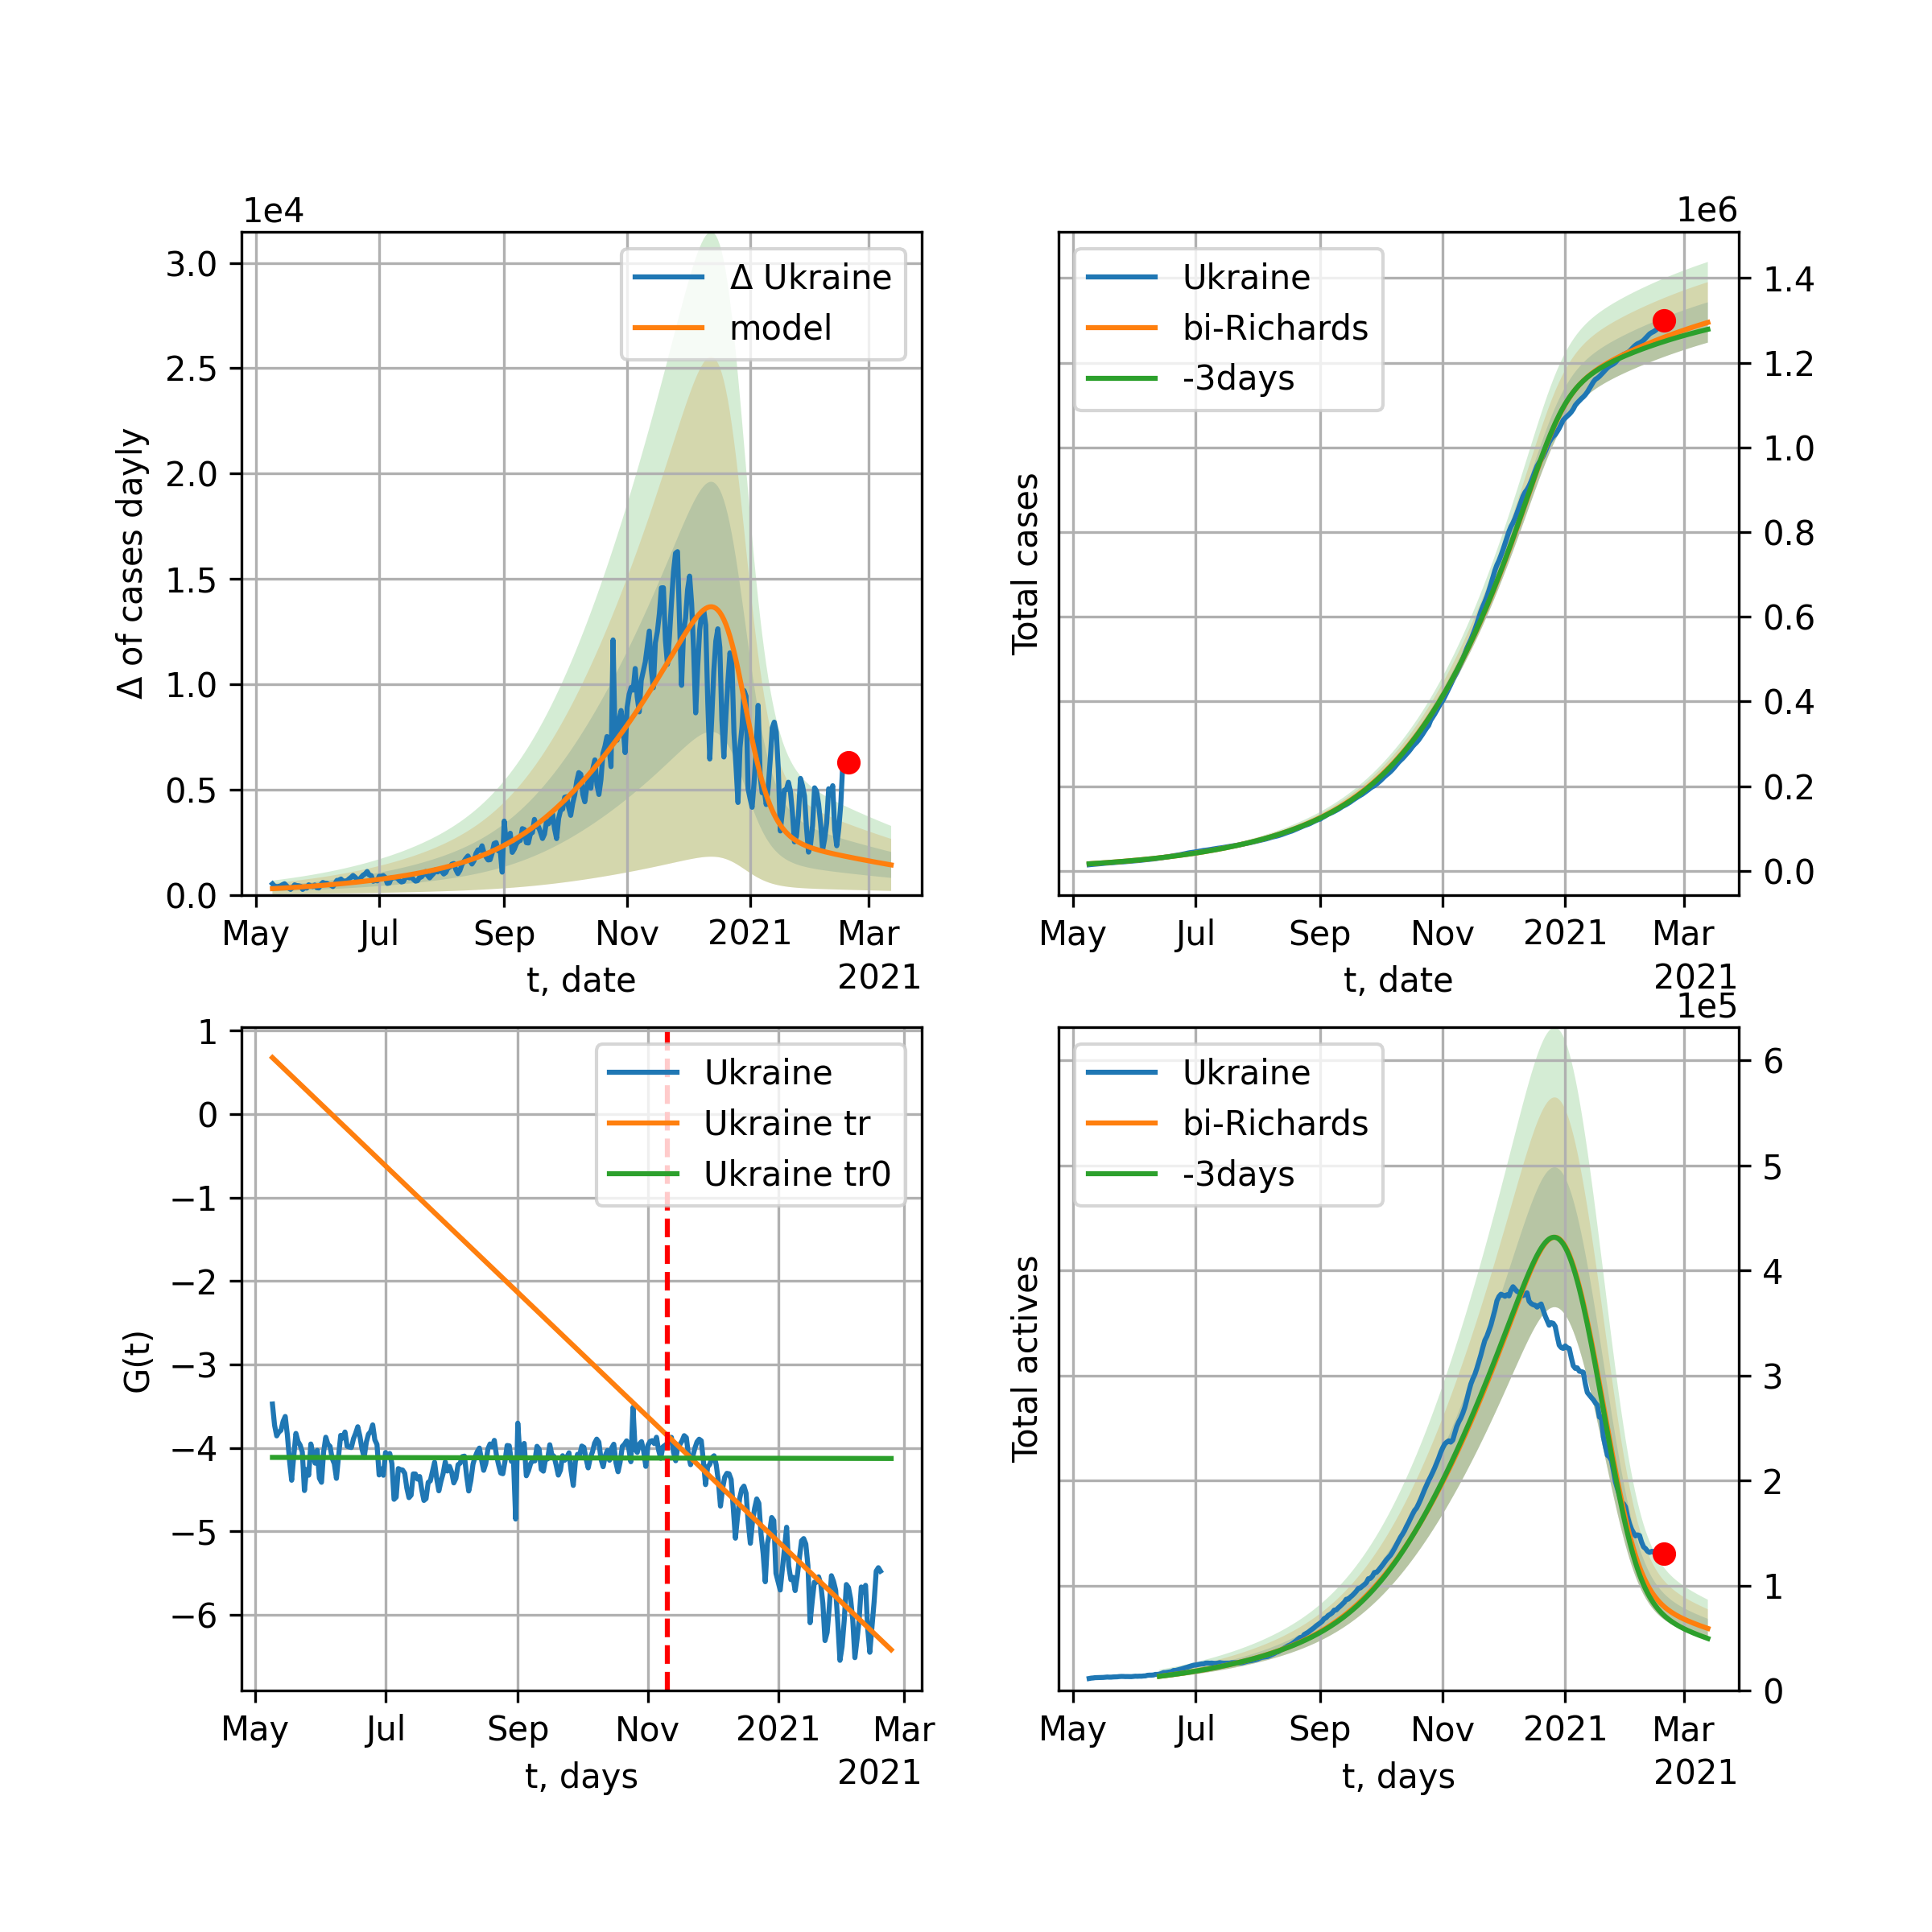 1e4
3.0
2.5
2.0
1.5
1.0
0.5
0.0
Δ of cases dayly
Δ Ukraine
model
May Jul Sep Nov 2021 Mar
t, date
2021
1e6
Ukraine
bi-Richards
-3days
Total cases
1.4
1.2
1.0
0.8
0.6
0.4
0.2
0.0
May Jul Sep Nov 2021 Mar
t, date
2021
1
0
−1
−2
−3
−4
−5
−6
G(t)
Ukraine
Ukraine tr
Ukraine tr0
May Jul Sep Nov 2021 Mar
t, days
2021
1e5
Ukraine
bi-Richards
-3days
Total actives
6
5
4
3
2
1
0
May Jul Sep Nov 2021 Mar
t, days
2021